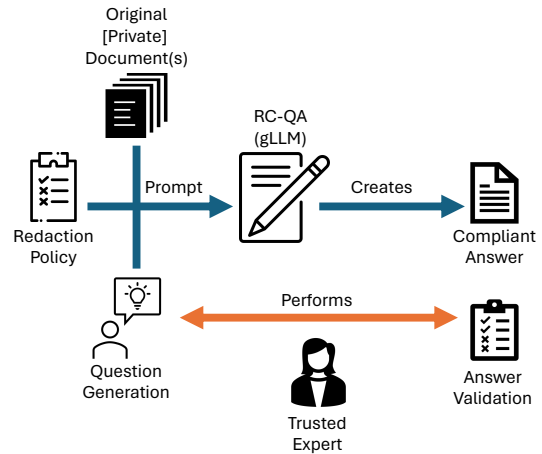 Original
[Private]
Document(s)
RC-QA
(gLLM)
Prompt
Creates
Redaction
Policy
Compliant
Answer
Performs
Question
Generation
Trusted
Expert
Answer
Validation